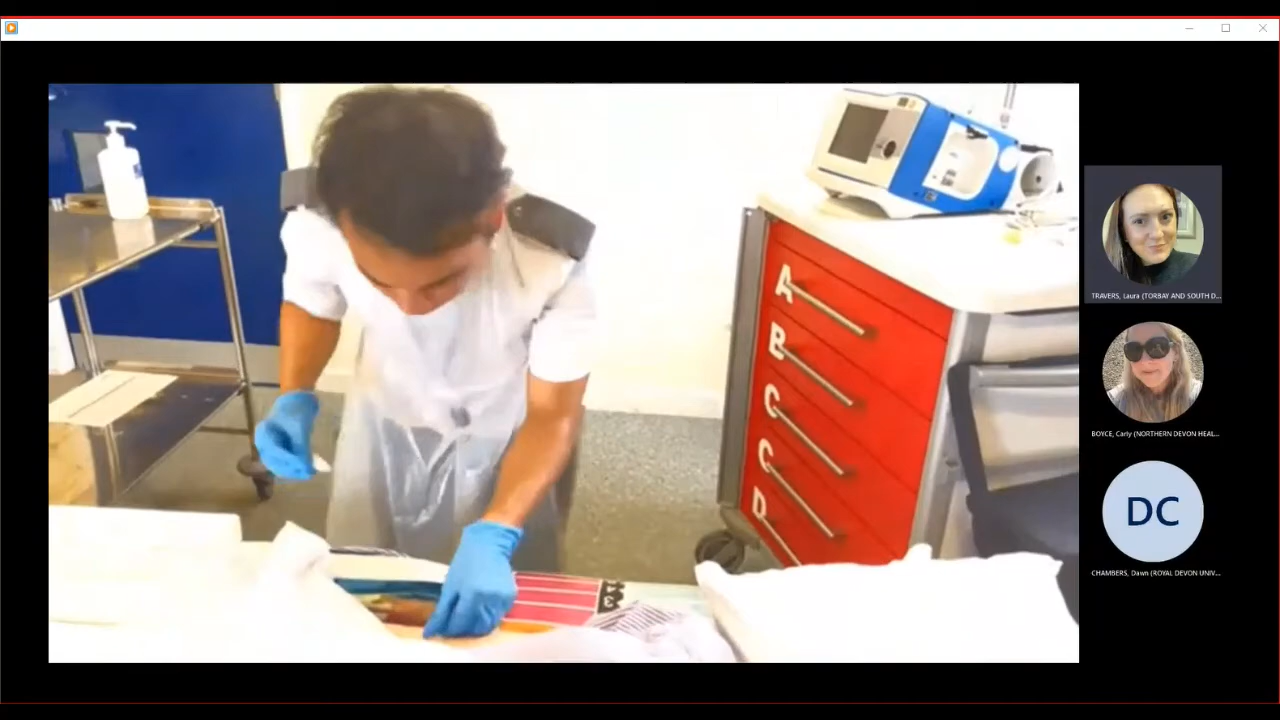 A
B
C
C
D
TRAVERS, Laura (TORBAY AND SOUTH D...
BOYCE, Carly (NORTHERN DEVON HEAL...
DC
CHAMBERS, Dawn (ROYAL DEVON UNIV...